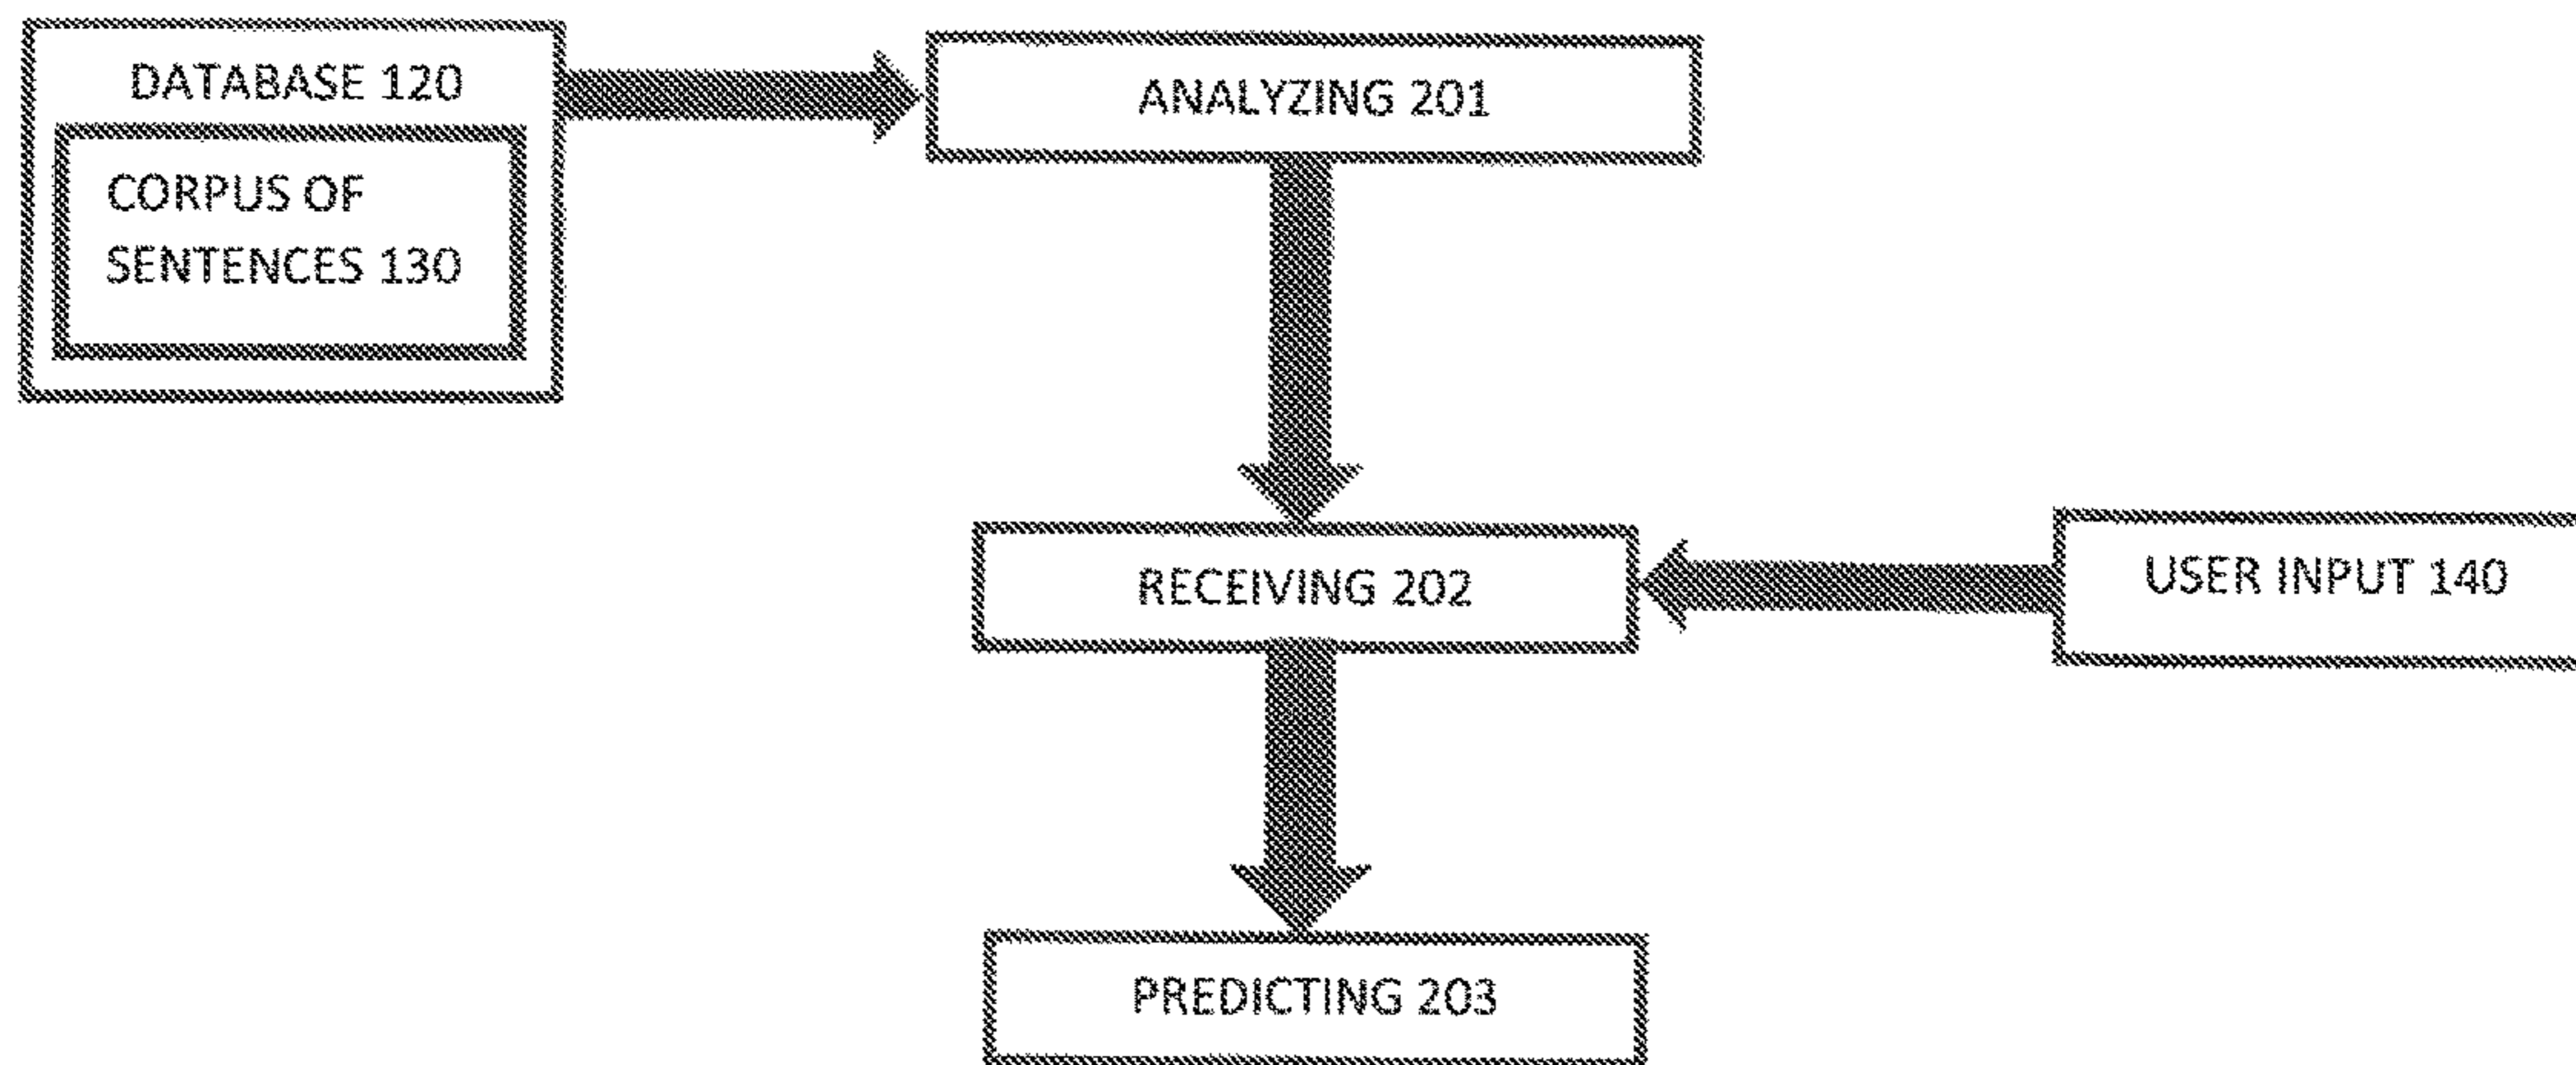 DATABASE 120
CORPUS OF
SENTENCES 130
ANALYZING 201
RECEIVING 202
USER INPUT 140
PREDICTING 203